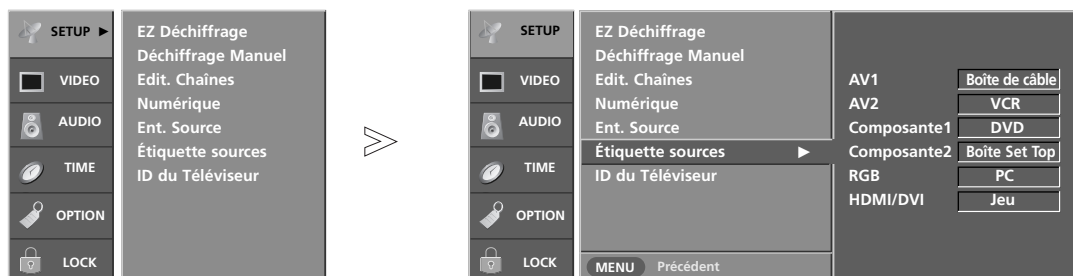 SETUP ►
VIDEO
AUDIO
TIME
OPTION
LOCK
EZ Déchiffrage
Déchiffrage Manuel
Edit. Chaînes
Numérique
Ent. Source
Étiquette sources
ID du Téléviseur
SETUP
VIDEO
AUDIO
TIME
OPTION
LOCK
EZ Déchiffrage
Déchiffrage Manuel
Edit. Chaînes
Numérique
Ent. Source
Étiquette sources ►
ID du Téléviseur
MENU Précédent
AV1 Boîte de câble
AV2 VCR
Composante1 DVD
Composante2 Boîte Set Top
RGB PC
HDMI/DVI Jeu